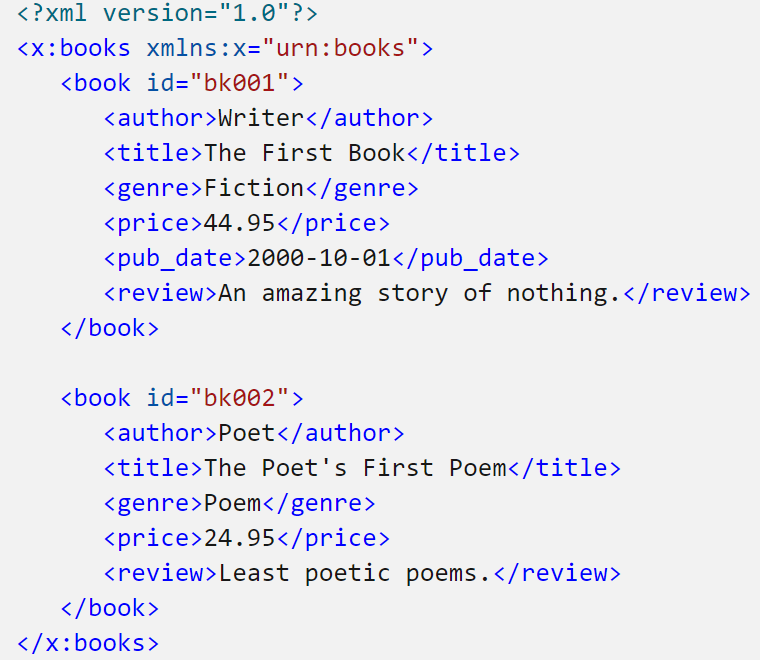 <?xml version="1.0"?>
<x:books xmlns:x="urn:books">
   <book id="bk001">
      <author>Writer</author>
      <title>The First Book</title>
      <genre>Fiction</genre>
      <price>44.95</price>
      <pub_date>2000-10-01</pub_date>
      <review>An amazing story of nothing.</review>
   </book>

   <book id="bk002">
      <author>Poet</author>
      <title>The Poet's First Poem</title>
      <genre>Poem</genre>
      <price>24.95</price>
      <review>Least poetic poems.</review>
   </book>
</x:books>